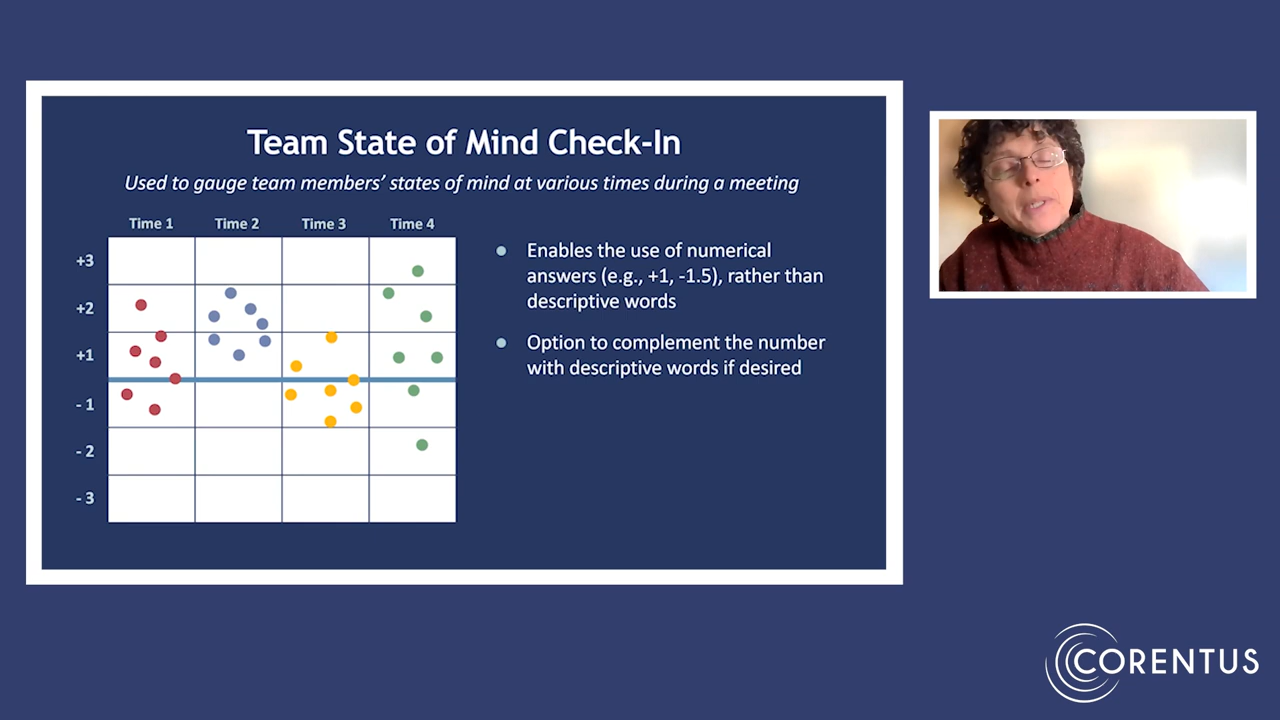 Team State of Mind Check-In
Used to gauge team members' states of mind at various times during a meeting
Time 1 Time 2 Time 3 Time 4
+3
+2
+1
- 1
- 2
- 3
Enables the use of numerical
answers (e.g., +1, -1.5), rather than
descriptive words
Option to complement the number
with descriptive words if desired
CORENTUS